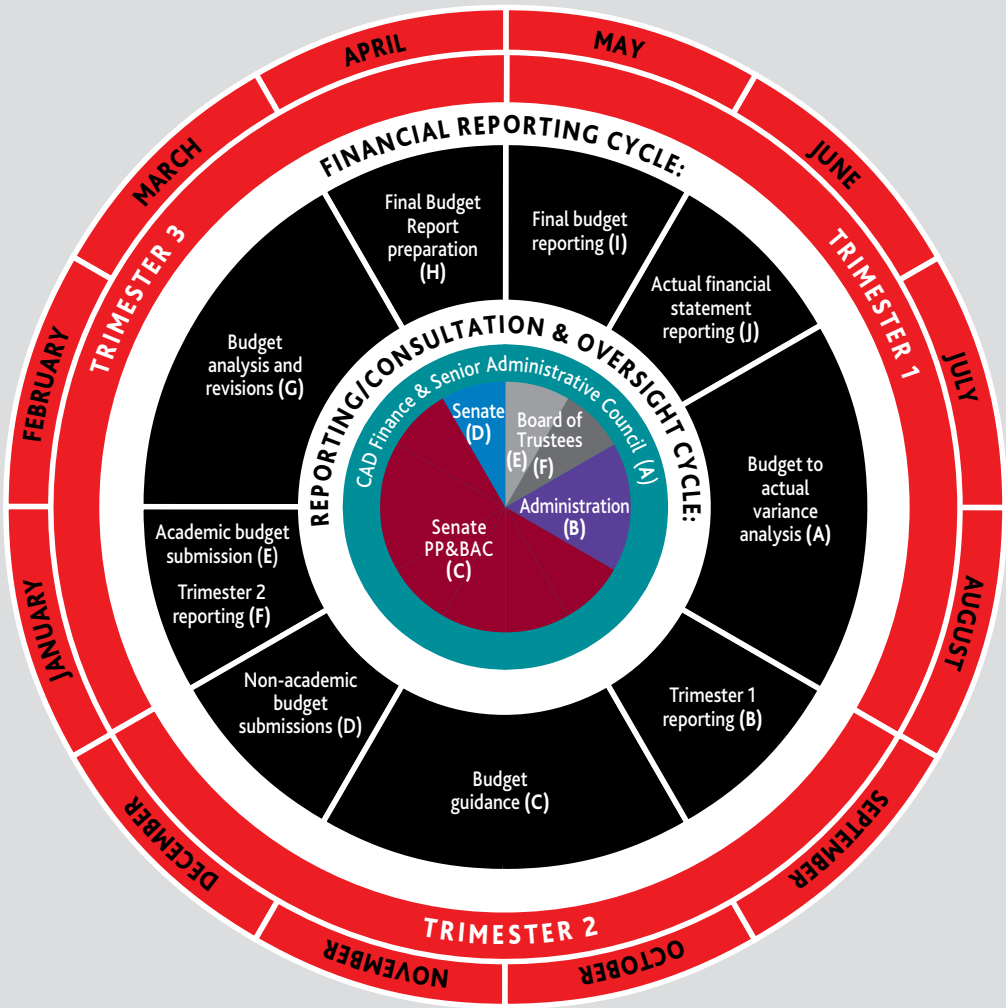 APRIL
MAY
JUNE
JULY
AUGUST
SEPTEMBER
OCTOBER
NOVEMBER
DECEMBER
JANUARY
FEBRUARY
MARCH
TRIMESTER 1
TRIMESTER 2
TRIMESTER 3
FINANCIAL REPORTING CYCLE:
Final Budget
Report
preparation
(H)
Final budget
reporting (I)
Actual financial
statement
reporting (J)
Budget to
actual
variance
analysis (A)
Trimester 1
reporting (B)
Budget
guidance (C)
Non-academic
budget
submissions (D)
Academic budget
submission (E)
Trimester 2
reporting (F)
Budget
analysis and
revisions (G)
REPORTING/CONSULTATION & OVERSIGHT CYCLE:
CAD Finance & Senior Administrative Council (A)
Senate
(D)
Board of
Trustees
(E) (F)
Administration
(B)
Senate
PP&BAC
(C)